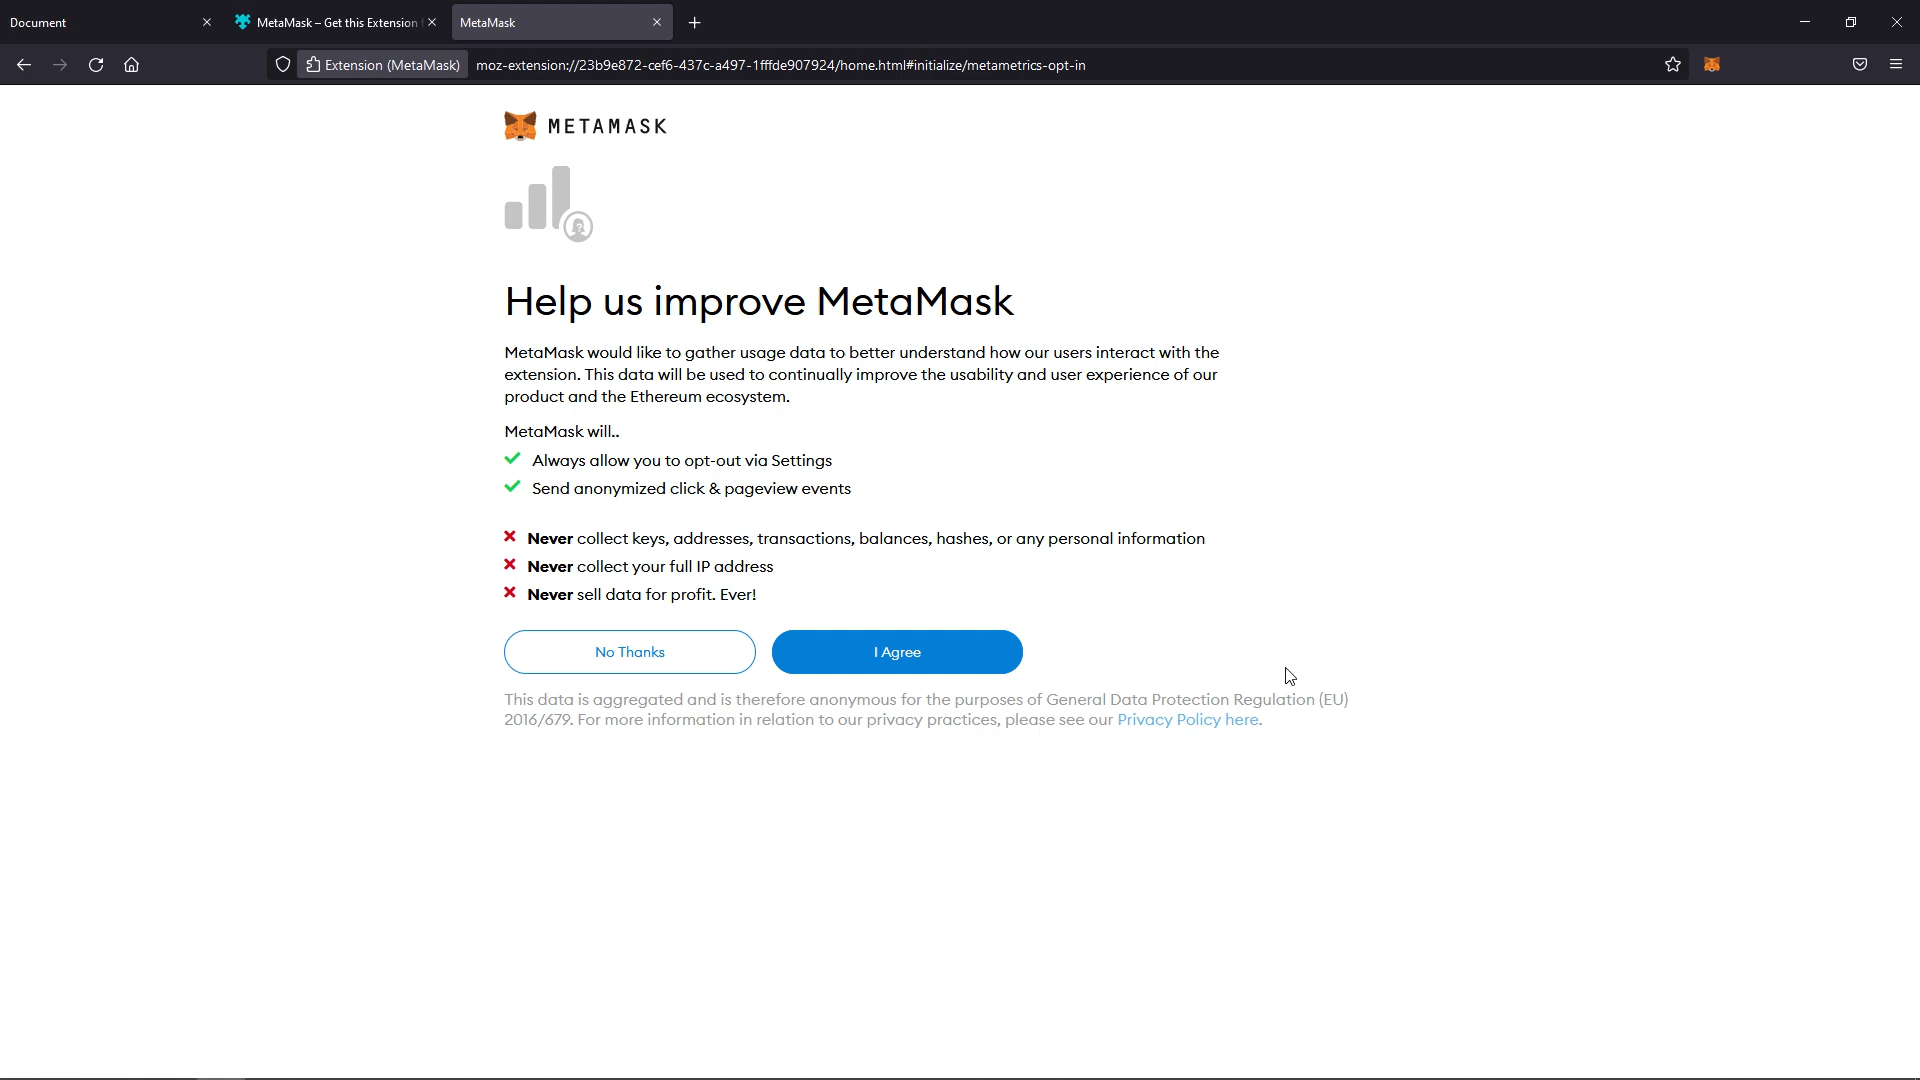 Document
MetaMask – Get this Extension
MetaMask
Extension (MetaMask)
moz-extension://23b9e872-cef6-437c-a497-1fffde907924/home.html#initialize/metametrics-opt-in
METAMASK
Help us improve MetaMask
MetaMask would like to gather usage data to better understand how our users interact with the
extension. This data will be used to continually improve the usability and user experience of our
product and the Ethereum ecosystem.
MetaMask will..
Always allow you to opt-out via Settings
Send anonymized click & pageview events
Never collect keys, addresses, transactions, balances, hashes, or any personal information
Never collect your full IP address
Never sell data for profit. Ever!
No Thanks
I Agree
This data is aggregated and is therefore anonymous for the purposes of General Data Protection Regulation (EU)
2016/679. For more information in relation to our privacy practices, please see our Privacy Policy here.